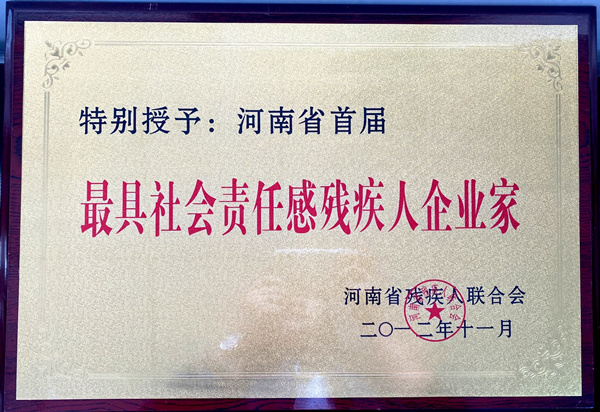 特别授予：河南省首届
最具社会责任感残疾人企业家
河南省残疾人联合会
二〇一二年十一月